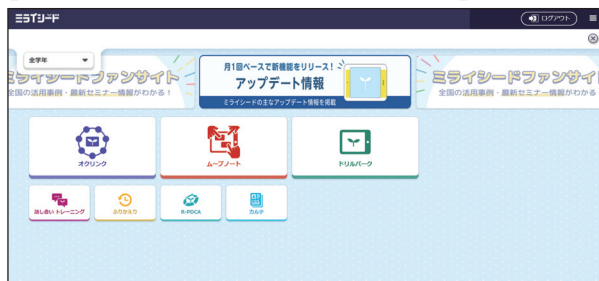 ミライシード
ログアウト
全学年
ミライシードファンサイト
全国の活用事例・最新セミナー情報がわかる！
月1回ペースで新機能をリリース！
アップデート情報
ミライシードの主なアップデート情報を掲載
ミライシードファンサイ
全国の活用事例・最新セミナー情報がわかる
オクリンク
ムーブノート
ドリルパーク
話し合いトレーニング
ふりかえり
R-PDCA
カルテ